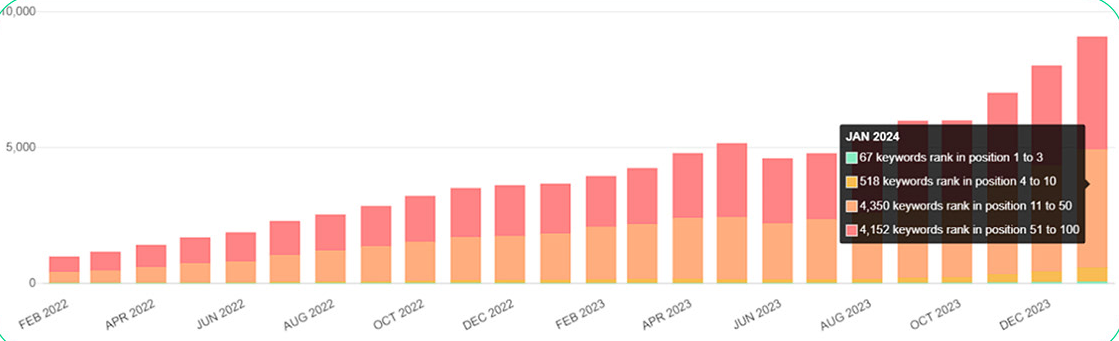 10,000
5,000
0
JAN 2024
67 keywords rank in position 1 to 3
518 keywords rank in position 4 to 10
4,350 keywords rank in position 11 to 50
4,152 keywords rank in position 51 to 100
FEB 2022
APR 2022
JUN 2022
AUG 2022
OCT 2022
DEC 2022
FEB 2023
APR 2023
JUN 2023
AUG 2023
OCT 2023
DEC 2023